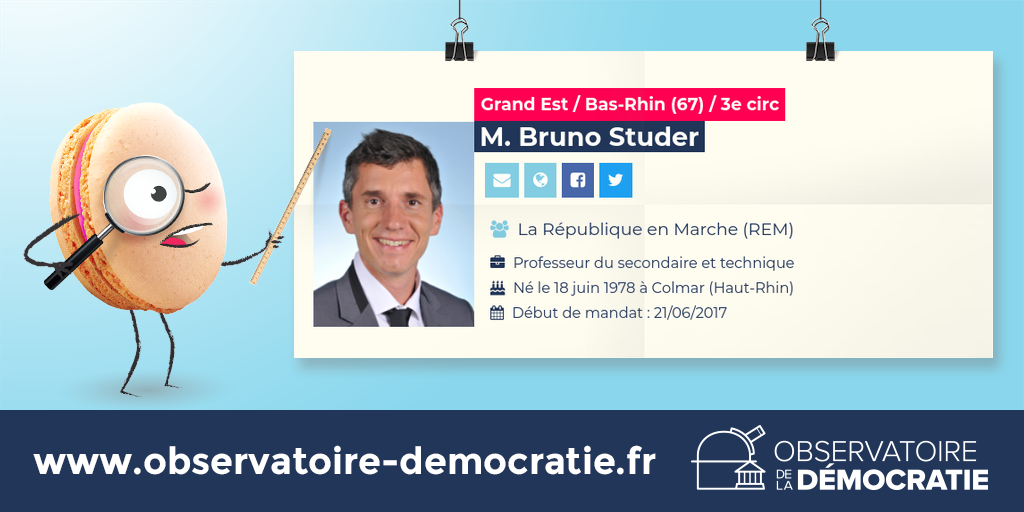 Grand Est / Bas-Rhin (67) / 3e circ
M. Bruno Studer
La République en Marche (REM)
Professeur du secondaire et technique
Né le 18 juin 1978 à Colmar (Haut-Rhin)
Début de mandat : 21/06/2017
www.observatoire-democratie.fr
OBSERVATOIRE
DE LA DÉMOCRATIE